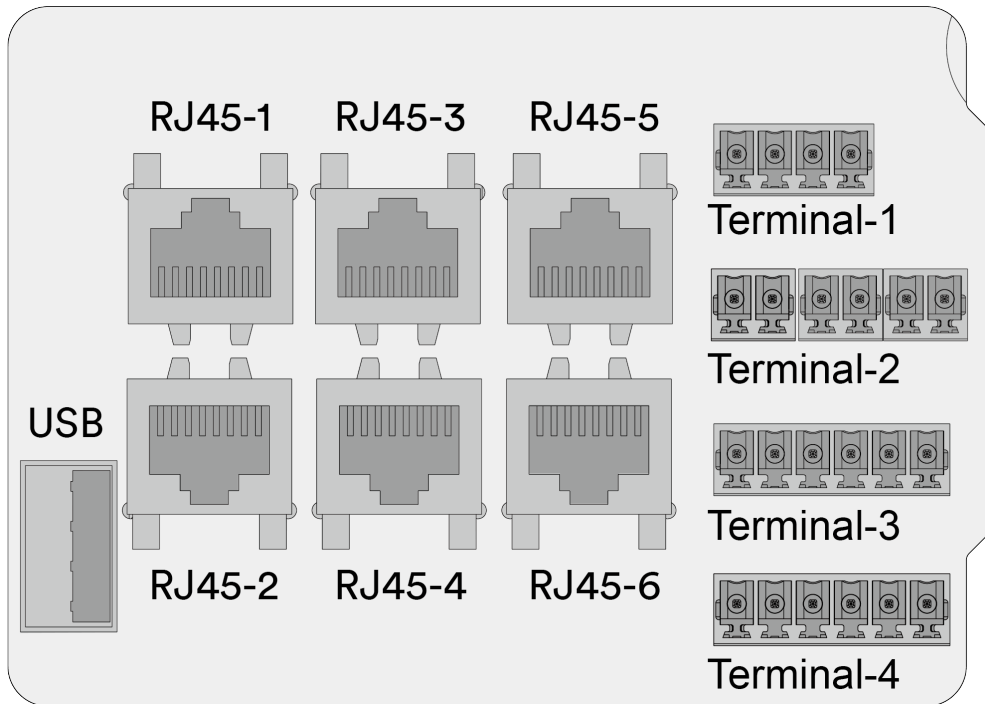 RJ45-1
RJ45-3
RJ45-5
Terminal-1
Terminal-2
USB
Terminal-3
RJ45-2
RJ45-4
RJ45-6
Terminal-4